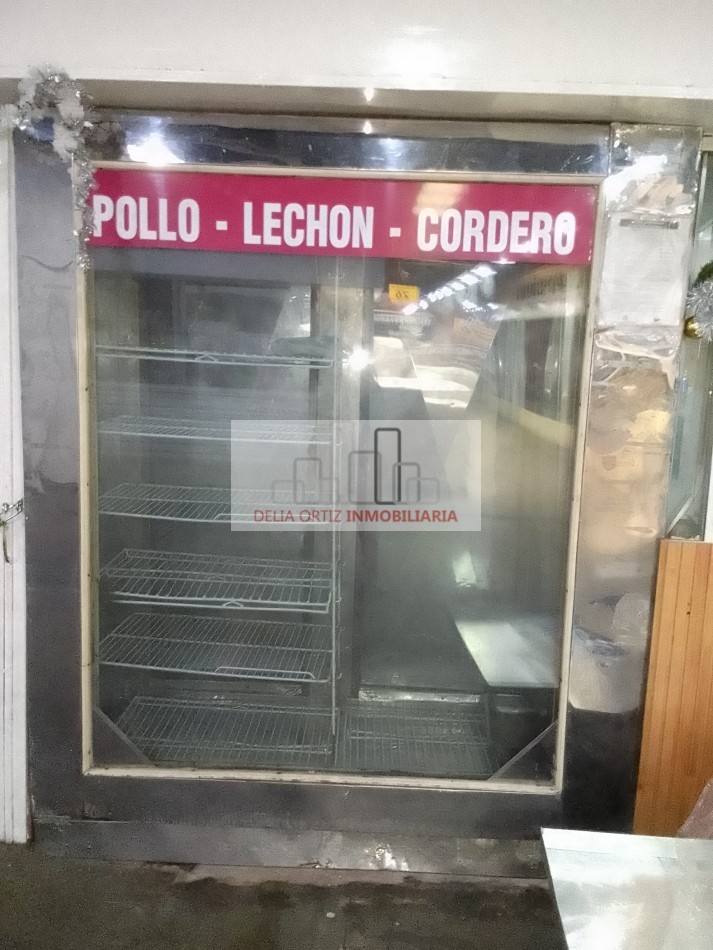 POLLO - LECHON - CORDERO
DELIA ORTIZ INMOBILIARIA